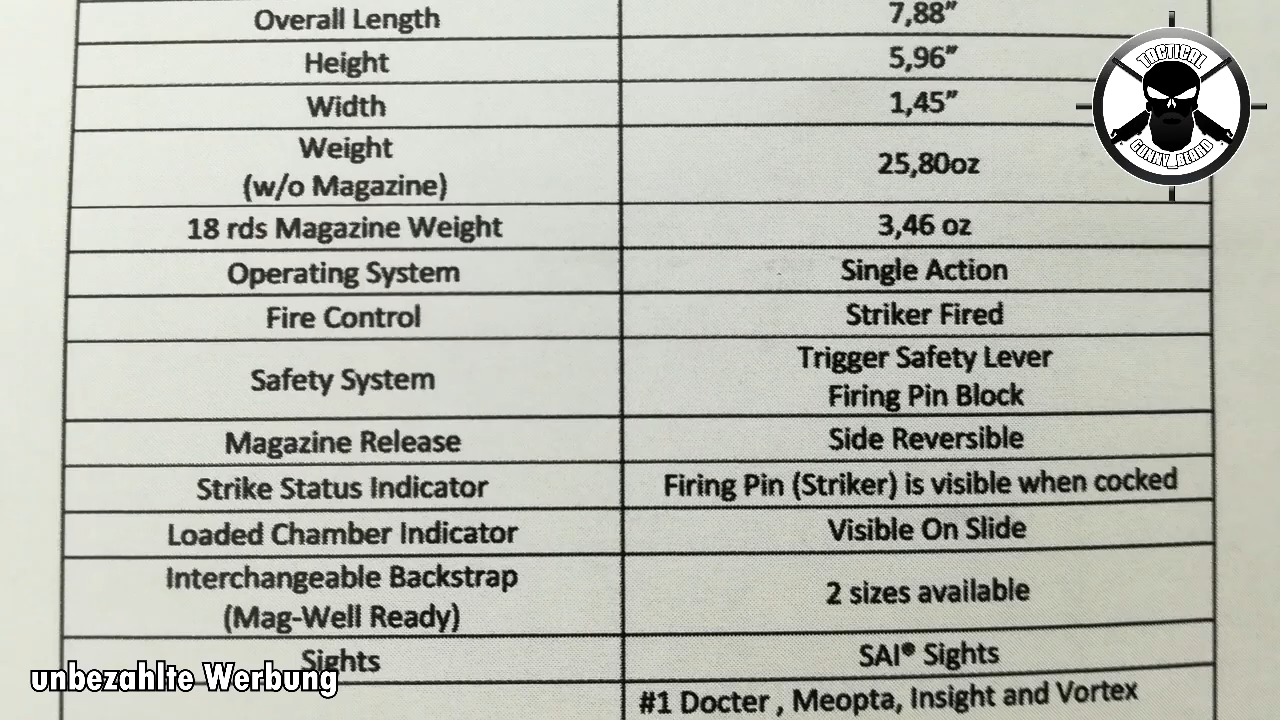 Overall Length 7,88”
Height 5,96”
Width 1,45”
Weight
(w/o Magazine) 25,80oz
18 rds Magazine Weight 3,46 oz
Operating System Single Action
Fire Control Striker Fired
Safety System Trigger Safety Lever
Firing Pin Block
Magazine Release Side Reversible
Strike Status Indicator Firing Pin (Striker) is visible when cocked
Loaded Chamber Indicator Visible On Slide
Interchangeable Backstrap
(Mag-Well Ready) 2 sizes available
Sights SAI® Sights
#1 Docter , Meopta, Insight and Vortex
TACTICAL
CONAY_BEARD
unbezahlte Werbung